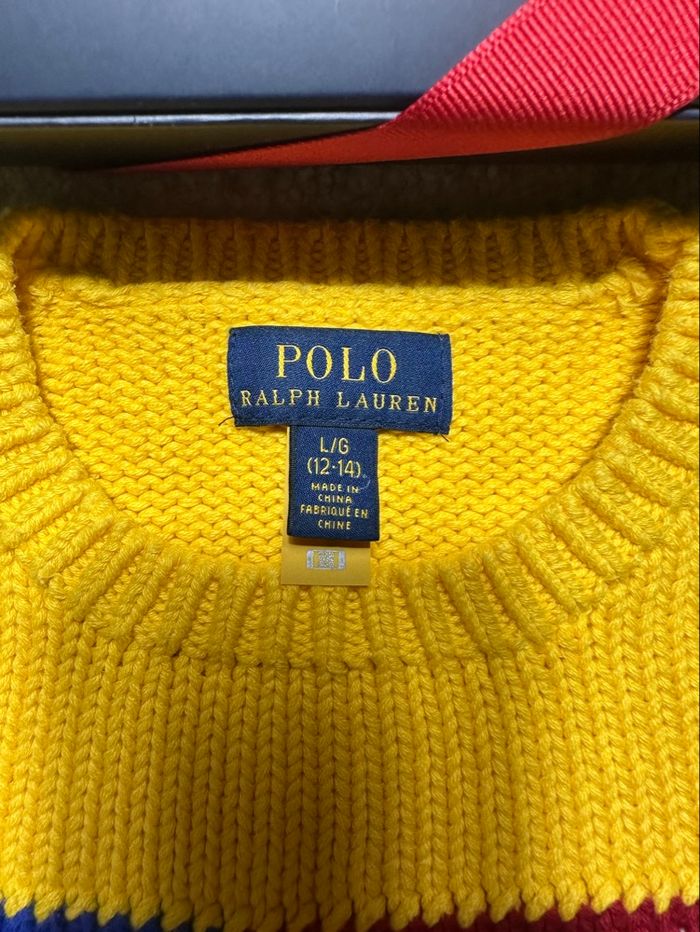 POLO
RALPH LAUREN
L/G
(12-14)
MADE IN
CHINA
FABRIQUÉ EN
CHINE